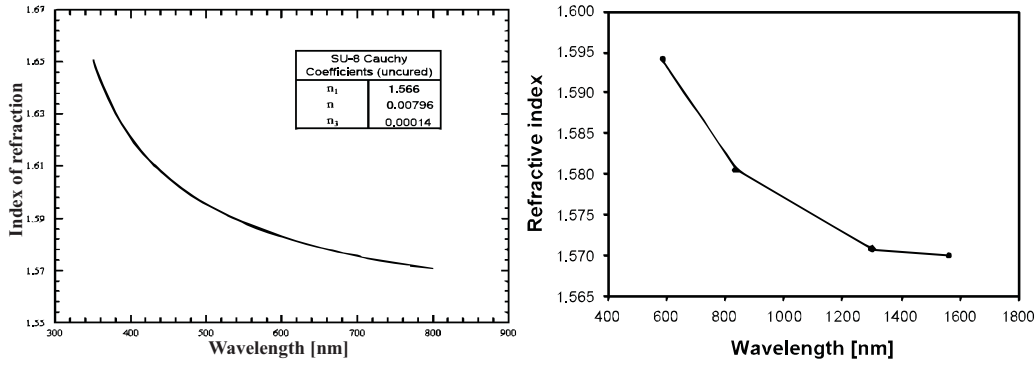 1.67
1.65
1.63
1.61
1.59
1.57
1.55
Index of refraction
SU-8 Cauchy
Coefficients (uncured)
n₁ 1.566
n 0.00796
n₃ 0.00014
300 400 500 600 700 800 900
Wavelength [nm]
1.600
1.595
1.590
1.585
1.580
1.575
1.570
1.565
Refractive index
400 600 800 1000 1200 1400 1600 1800
Wavelength [nm]